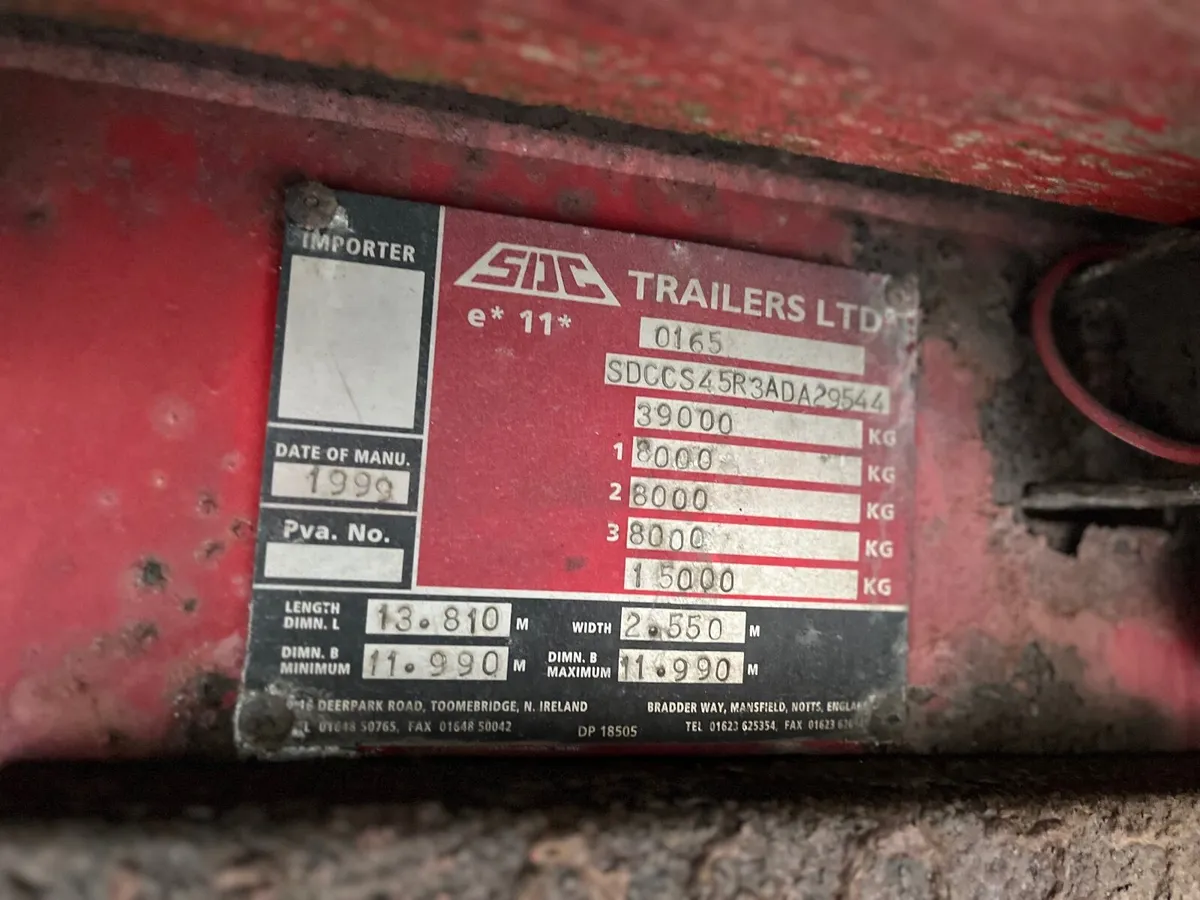 IMPORTER
DATE OF MANU.
1999
Pva. No.
SDC TRAILERS LTD
e* 11*
0165
SDCCS45R3ADA29544
39000 KG
1 8000 KG
2 8000 KG
3 8000 KG
15000 KG
LENGTH DIMN. L 13.810 M WIDTH 2.550 M
DIMN. B MINIMUM 11.990 M DIMN. B MAXIMUM 11.990 M
DEERPARK ROAD, TOOMEBRIDGE, N. IRELAND BRADDER WAY, MANSFIELD, NOTTS, ENGLAND
01648 50765, FAX 01648 50042 DP 18505 TEL 01623 625354, FAX 01623